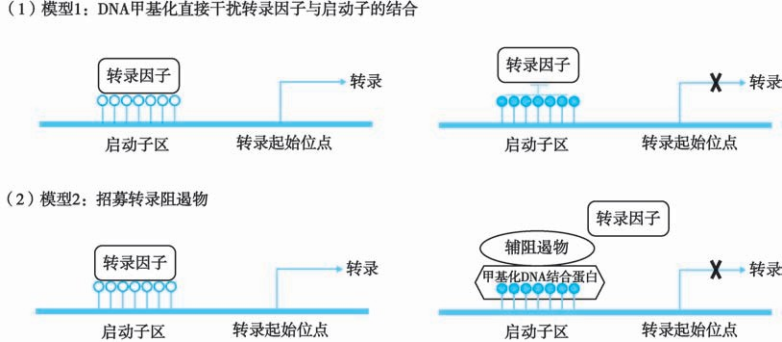 （1）模型1：DNA甲基化直接干扰转录因子与启动子的结合
转录因子
转录
启动子区
转录起始位点
转录因子
转录
启动子区
转录起始位点
（2）模型2：招募转录阻遏物
转录因子
转录
启动子区
转录起始位点
转录因子
辅阻遏物
甲基化DNA结合蛋白
转录
启动子区
转录起始位点